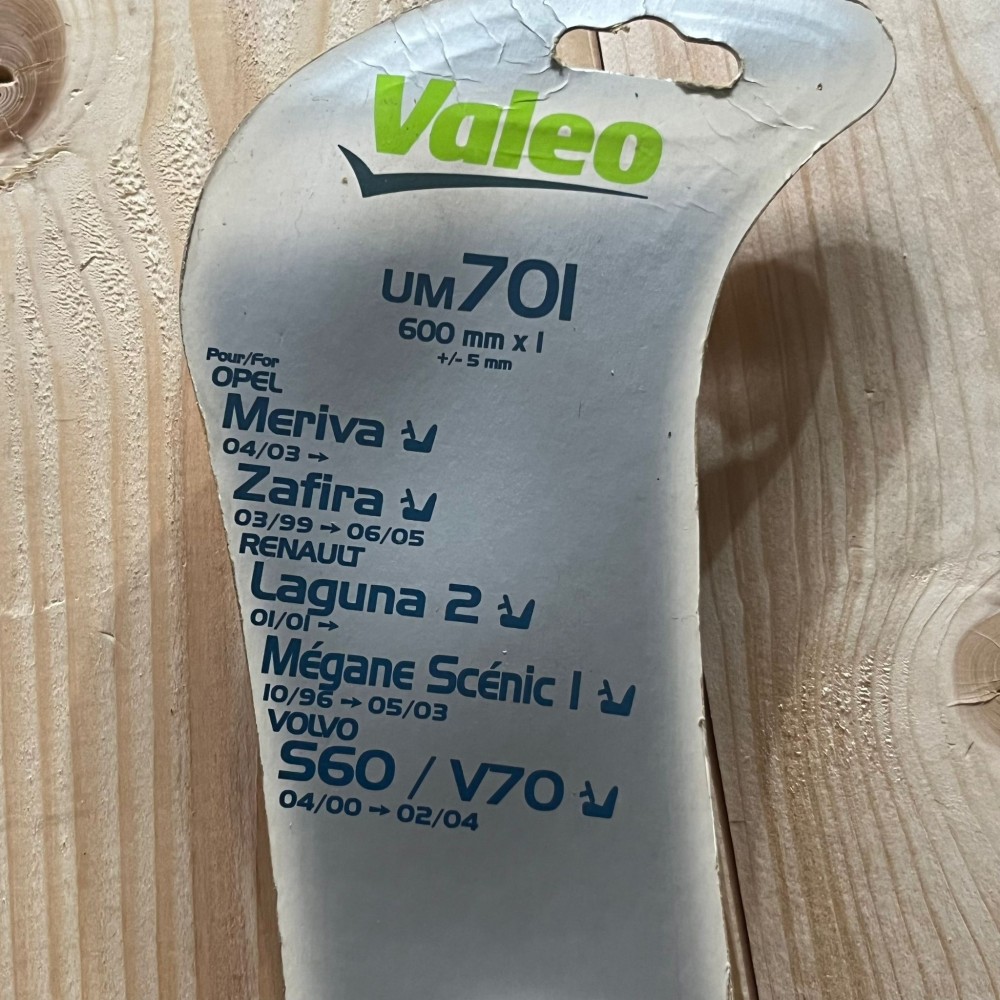 Valeo
UM701
600 mm x 1
+/- 5 mm
Pour/For
OPEL
Meriva
04/03 →
Zafira
03/99 → 06/05
RENAULT
Laguna 2
01/01 →
Mégane Scénic 1
10/96 → 05/03
VOLVO
S60 / V70
04/00 → 02/04